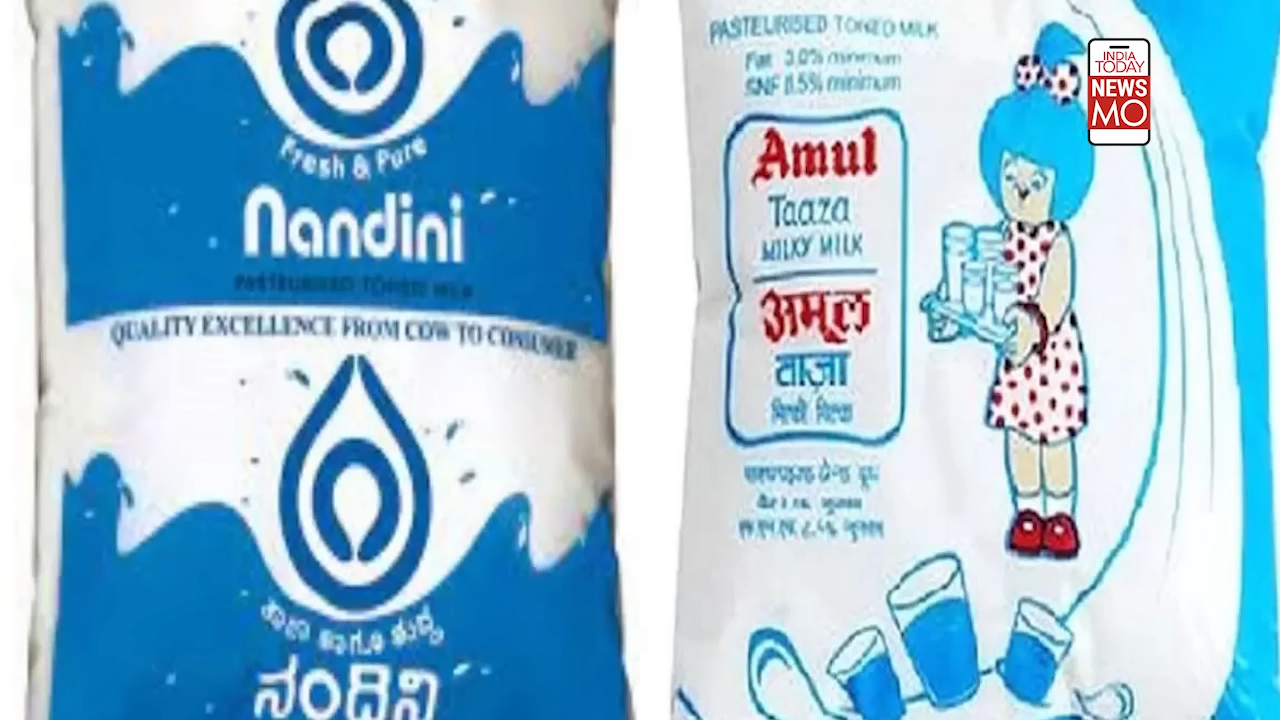 Fresh & Pure
Nandini
PASTEURISED TONED MILK
QUALITY EXCELLENCE FROM COW TO CONSUMER
ನಂದಿನಿ
PASTEURISED TONED MILK
Fat 3.0% minimum
SNF 8.5% minimum
Amul
Taaza
MILKY MILK
अमूल
ताज़ा
मिल्की मिल्क
INDIA
TODAY
NEWS
MO